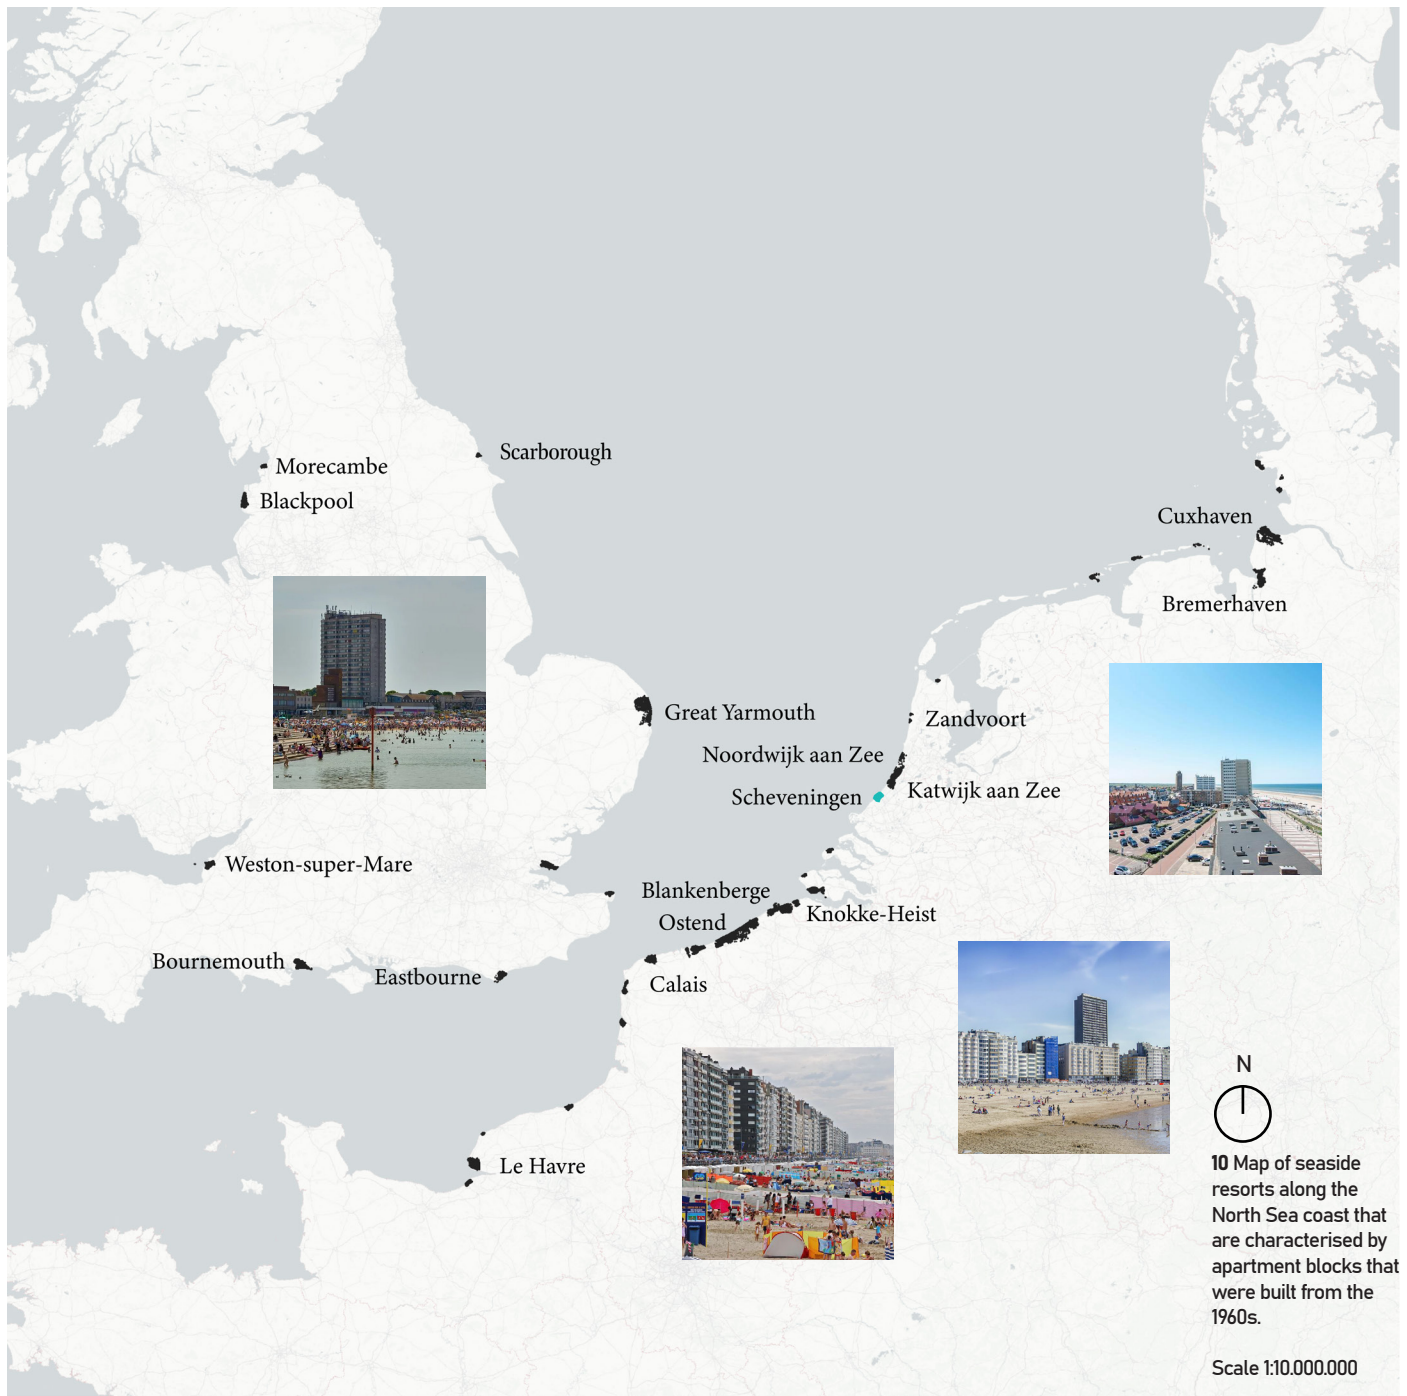 Scarborough
Morecambe
Blackpool
Cuxhaven
Bremerhaven
Great Yarmouth
Zandvoort
Noordwijk aan Zee
Katwijk aan Zee
Scheveningen
Weston-super-Mare
Blankenberge
Knokke-Heist
Ostend
Bournemouth
Eastbourne
Calais
Le Havre
N
10 Map of seaside
resorts along the
North Sea coast that
are characterised by
apartment blocks that
were built from the
1960s.
Scale 1:10.000.000